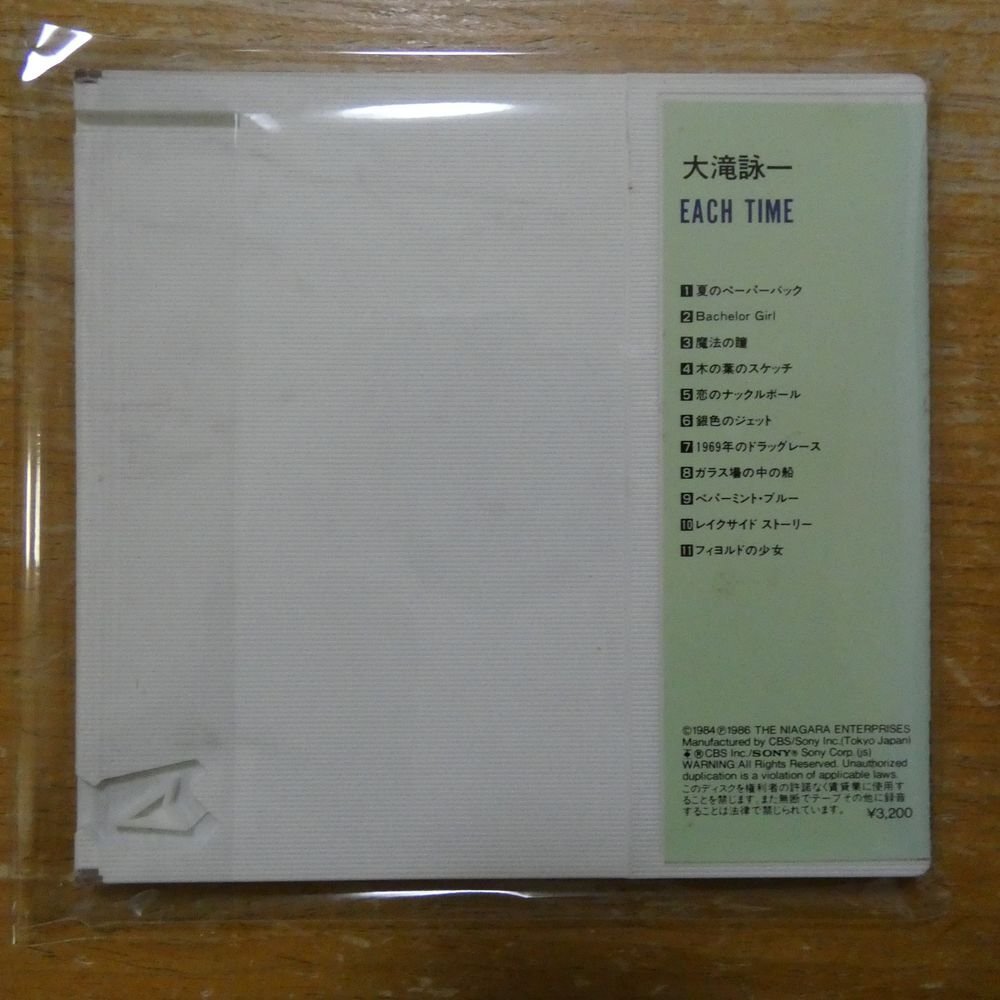 大滝詠一
EACH TIME
1 夏のペーパーバック
2 Bachelor Girl
3 魔法の瞳
4 木の葉のスケッチ
5 恋のナックルボール
6 銀色のジェット
7 1969年のドラッグレース
8 ガラス壜の中の船
9 ペパーミント・ブルー
10 レイクサイド ストーリー
11 フィヨルドの少女
©1984 ℗1986 THE NIAGARA ENTERPRISES
Manufactured by CBS/Sony Inc.(Tokyo Japan)
® CBS Inc./SONY® Sony Corp.(js)
WARNING:All Rights Reserved. Unauthorized
duplication is a violation of applicable laws.
このディスクを権利者の許諾なく賃貸業に使用す
ることを禁じます。また無断でテープその他に録音
することは法律で禁じられています。 ¥3,200